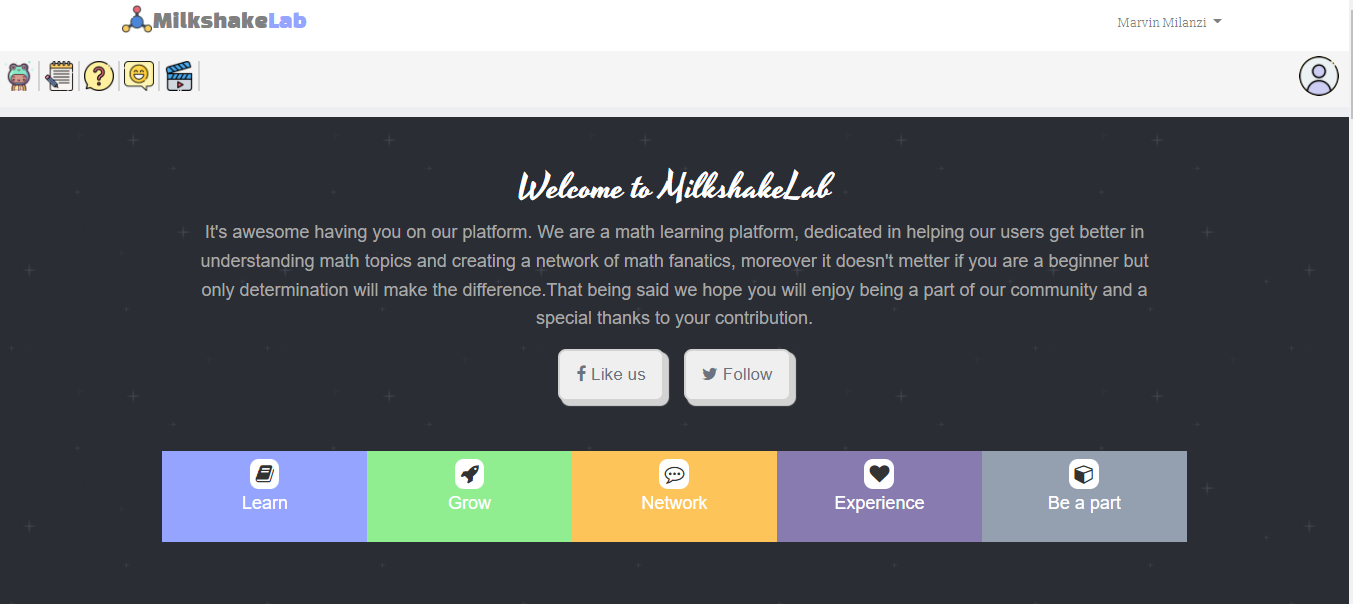 MilkshakeLab
Marvin Milanzi
Welcome to MilkshakeLab
It's awesome having you on our platform. We are a math learning platform, dedicated in helping our users get better in
understanding math topics and creating a network of math fanatics, moreover it doesn't metter if you are a beginner but
only determination will make the difference.That being said we hope you will enjoy being a part of our community and a
special thanks to your contribution.
Like us
Follow
Learn
Grow
Network
Experience
Be a part